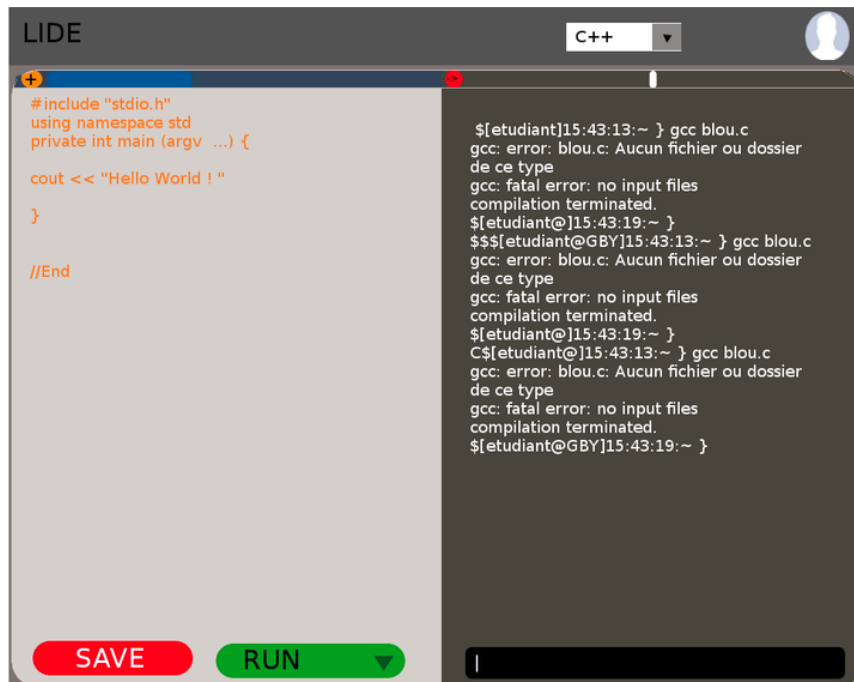 LIDE
C++
+
->
#include "stdio.h"
using namespace std
private int main (argv  ...) {
cout << "Hello World ! "
}
//End
$[etudiant]15:43:13:~ } gcc blou.c
gcc: error: blou.c: Aucun fichier ou dossier
de ce type
gcc: fatal error: no input files
compilation terminated.
$[etudiant@]15:43:19:~ }
$$$[etudiant@GBY]15:43:13:~ } gcc blou.c
gcc: error: blou.c: Aucun fichier ou dossier
de ce type
gcc: fatal error: no input files
compilation terminated.
$[etudiant@]15:43:19:~ }
C$[etudiant@]15:43:13:~ } gcc blou.c
gcc: error: blou.c: Aucun fichier ou dossier
de ce type
gcc: fatal error: no input files
compilation terminated.
$[etudiant@GBY]15:43:19:~ }
SAVE
RUN
|